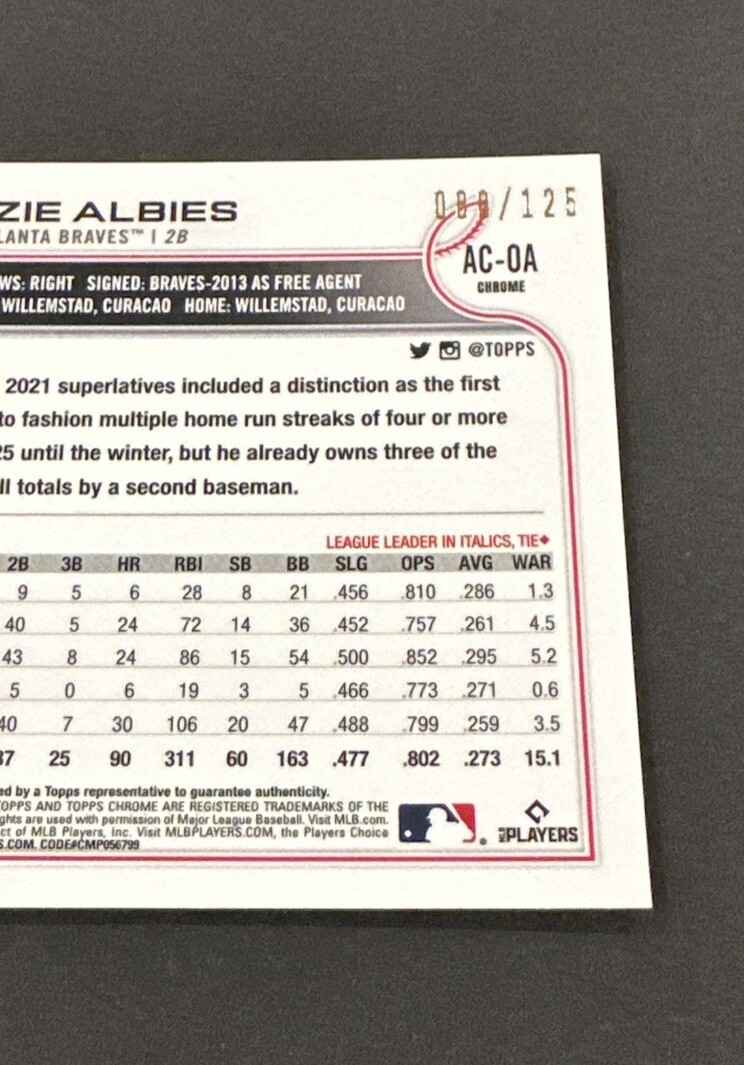 ZIE ALBIES
/125
LANTA BRAVES™ | 2B
AC-OA
CHROME
WS: RIGHT SIGNED: BRAVES-2013 AS FREE AGENT
WILLEMSTAD, CURACAO HOME: WILLEMSTAD, CURACAO
@TOPPS
2021 superlatives included a distinction as the first
to fashion multiple home run streaks of four or more
25 until the winter, but he already owns three of the
ll totals by a second baseman.
LEAGUE LEADER IN ITALICS, TIE◆
2B 3B HR RBI SB BB SLG OPS AVG WAR
9 5 6 28 8 21 .456 .810 .286 1.3
40 5 24 72 14 36 .452 .757 .261 4.5
43 8 24 86 15 54 .500 .852 .295 5.2
5 0 6 19 3 5 .466 .773 .271 0.6
40 7 30 106 20 47 .488 .799 .259 3.5
37 25 90 311 60 163 .477 .802 .273 15.1
ed by a Topps representative to guarantee authenticity.
OPPS AND TOPPS CHROME ARE REGISTERED TRADEMARKS OF THE
ghts are used with permission of Major League Baseball. Visit MLB.com.
ct of MLB Players, Inc. Visit MLBPLAYERS.COM, the Players Choice
S.COM. CODE#CMP056799
MLB PLAYERS